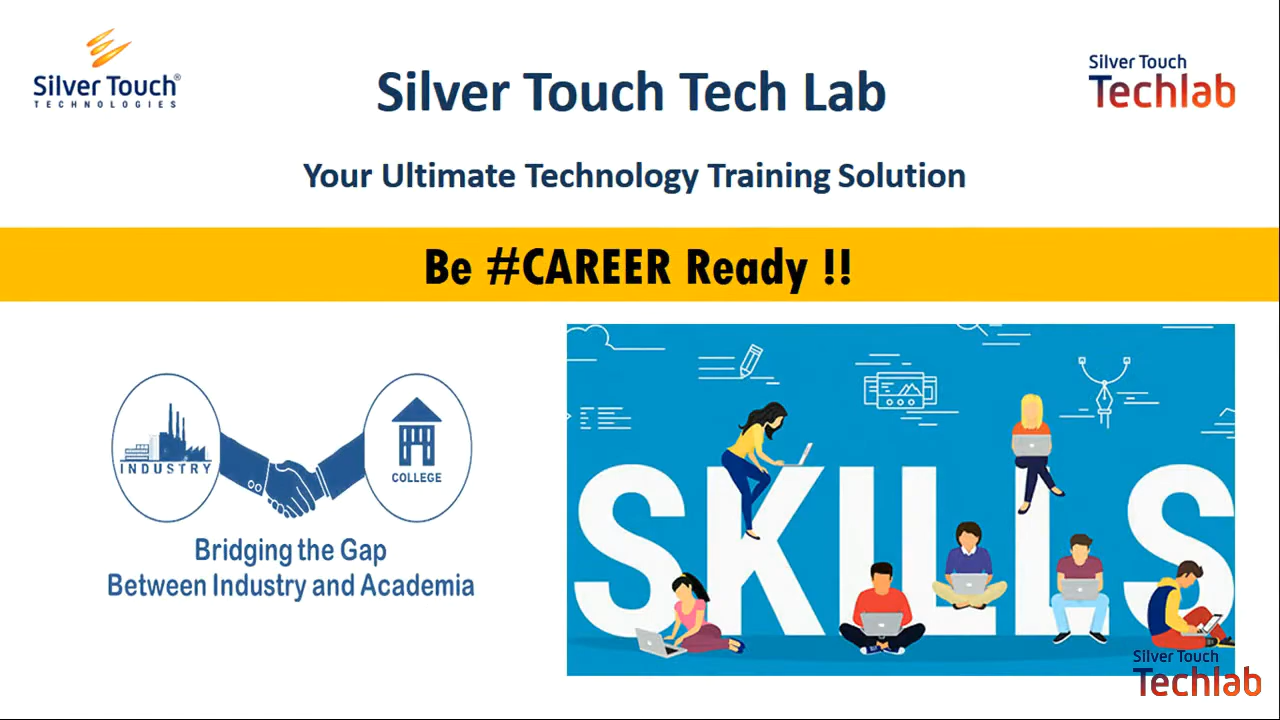 Silver Touch®
TECHNOLOGIES
Silver Touch Tech Lab
Silver Touch
Techlab
Your Ultimate Technology Training Solution
Be #CAREER Ready !!
INDUSTRY
COLLEGE
Bridging the Gap
Between Industry and Academia
SKILLS
Silver Touch
Techlab